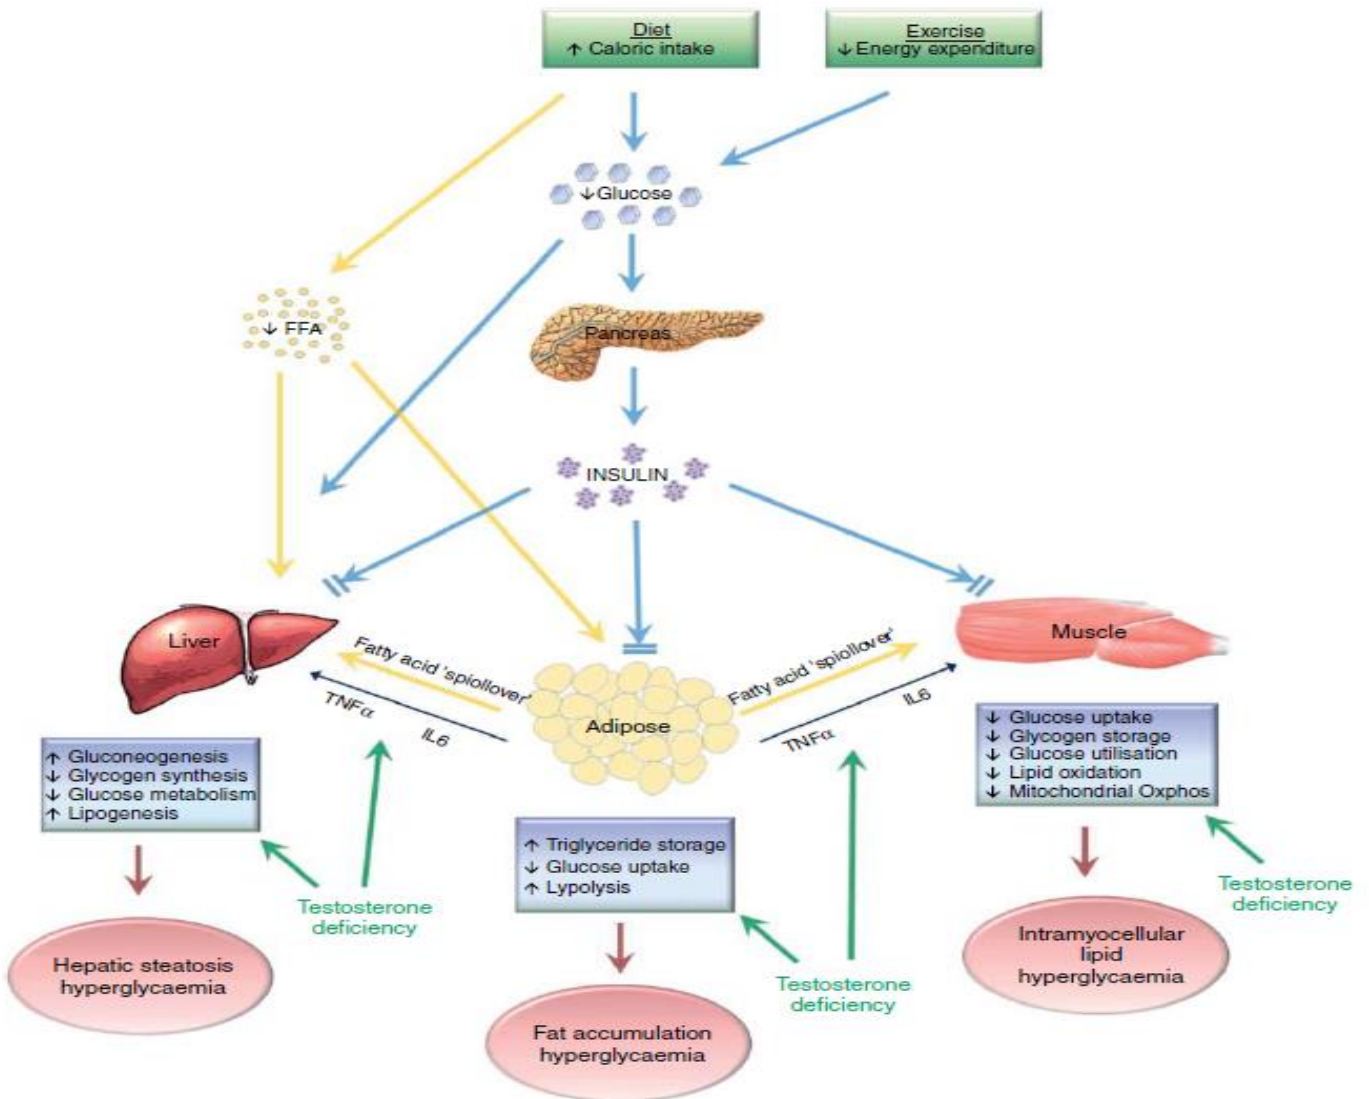 Diet
↑ Caloric intake
Exercise
↓ Energy expenditure
↓ Glucose
↓ FFA
Pancreas
INSULIN
Liver
Fatty acid 'spiollover'
TNFα
IL6
Adipose
Fatty acid 'spiollover'
TNFα
IL6
Muscle
↑ Gluconeogenesis
↓ Glycogen synthesis
↓ Glucose metabolism
↑ Lipogenesis
↑ Triglyceride storage
↓ Glucose uptake
↑ Lypolysis
↓ Glucose uptake
↓ Glycogen storage
↓ Glucose utilisation
↓ Lipid oxidation
↓ Mitochondrial Oxphos
Testosterone
deficiency
Testosterone
deficiency
Testosterone
deficiency
Hepatic steatosis
hyperglycaemia
Fat accumulation
hyperglycaemia
Intramyocellular
lipid
hyperglycaemia